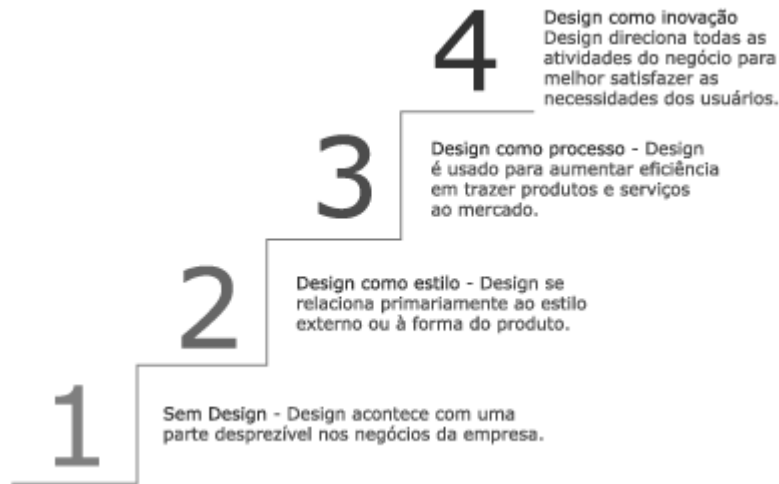 4
Design como inovação
Design direciona todas as
atividades do negócio para
melhor satisfazer as
necessidades dos usuários.
3
Design como processo - Design
é usado para aumentar eficiência
em trazer produtos e serviços
ao mercado.
2
Design como estilo - Design se
relaciona primariamente ao estilo
externo ou à forma do produto.
1
Sem Design - Design acontece com uma
parte desprezível nos negócios da empresa.